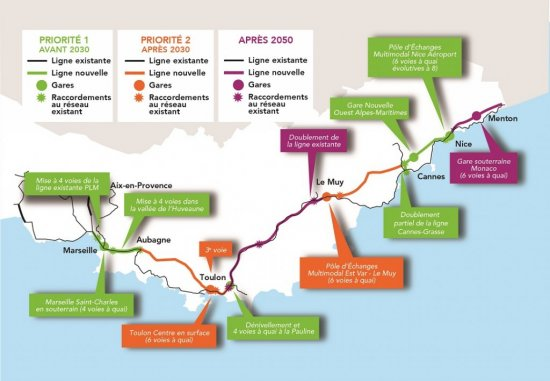 PRIORITÉ 1
AVANT 2030
Ligne existante
Ligne nouvelle
Gares
Raccordements
au réseau
existant
PRIORITÉ 2
APRÈS 2030
Ligne existante
Ligne nouvelle
Gares
Raccordements
au réseau
existant
APRÈS 2050
Ligne existante
Ligne nouvelle
Gares
Raccordements
au réseau
existant
Pôle d'Échanges
Multimodal Nice Aéroport
(6 voies à quai
évolutives à 8)
Gare Nouvelle
Ouest Alpes-Maritimes
Menton
Nice
Doublement de
la ligne existante
Gare souterraine
Monaco
(6 voies à quai)
Cannes
Mise à 4 voies de la
ligne existante PLM
Aix-en-Provence
Le Muy
Mise à 4 voies dans
la vallée de l'Huveaune
Doublement
partiel de la ligne
Cannes-Grasse
Aubagne
Marseille
3e voie
Pôle d'Échanges
Multimodal Est Var - Le Muy
(6 voies à quai)
Toulon
Marseille Saint-Charles
en souterrain (4 voies à quai)
Toulon Centre en surface
(6 voies à quai)
Dénivellement et
4 voies à quai à la Pauline